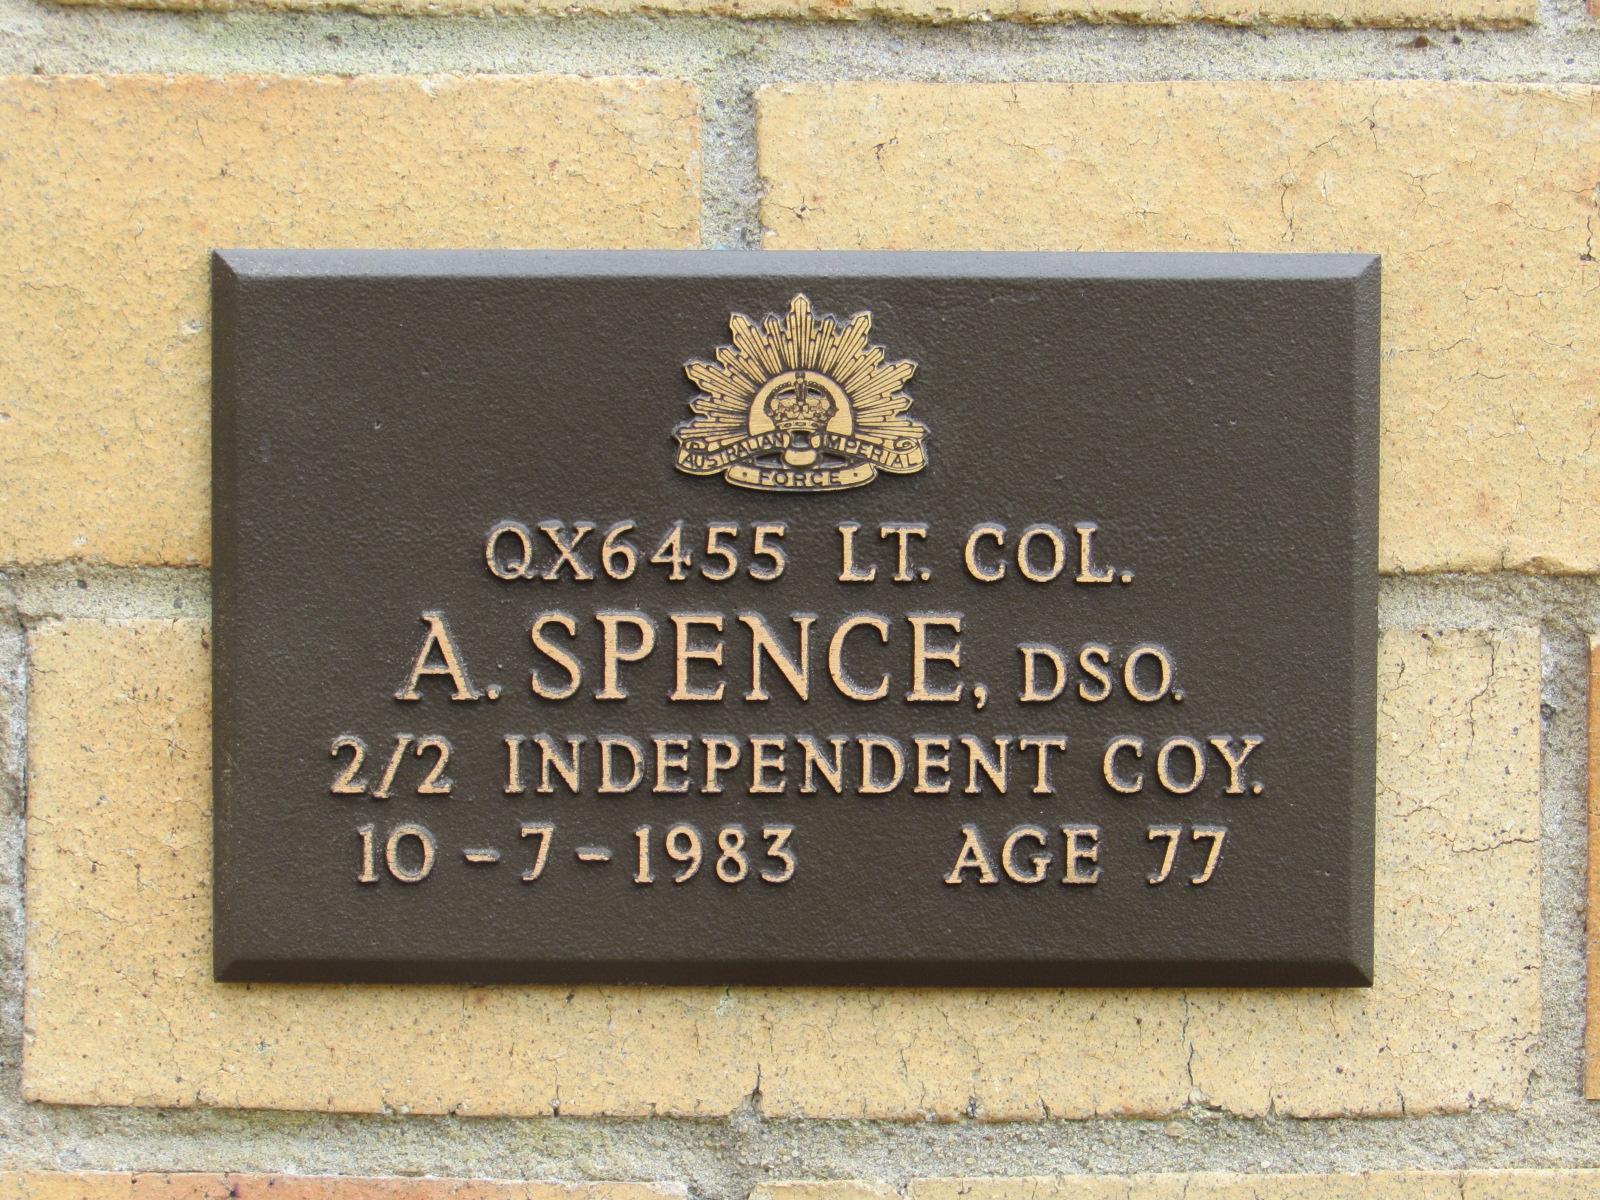 AUSTRALIAN IMPERIAL
FORCE
QX6455 LT. COL.
A. SPENCE, DSO.
2/2 INDEPENDENT COY.
10-7-1983 AGE 77